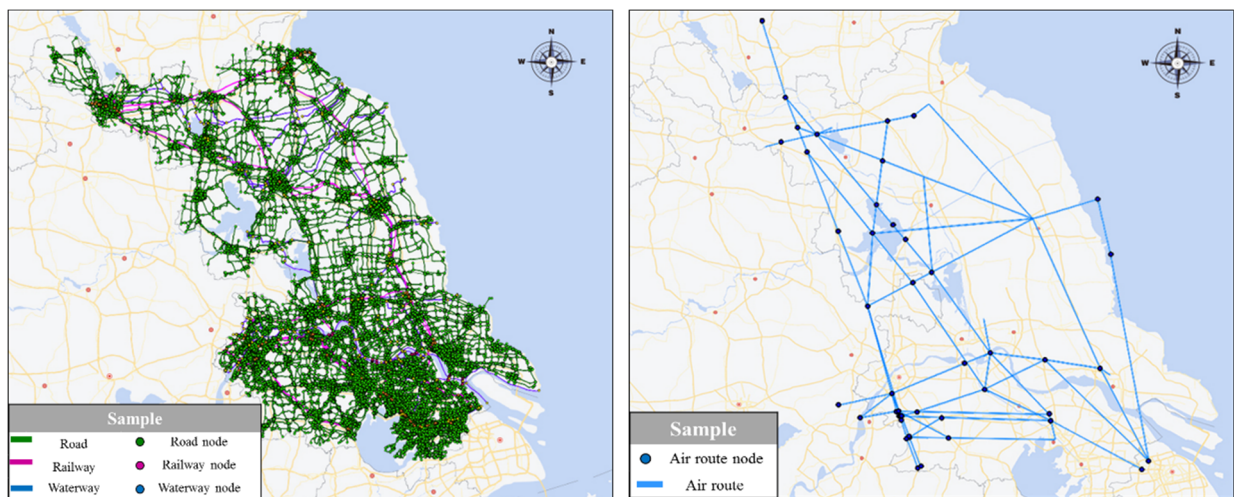 N
W E
S
Sample
Road Road node
Railway Railway node
Waterway Waterway node
N
W E
S
Sample
Air route node
Air route